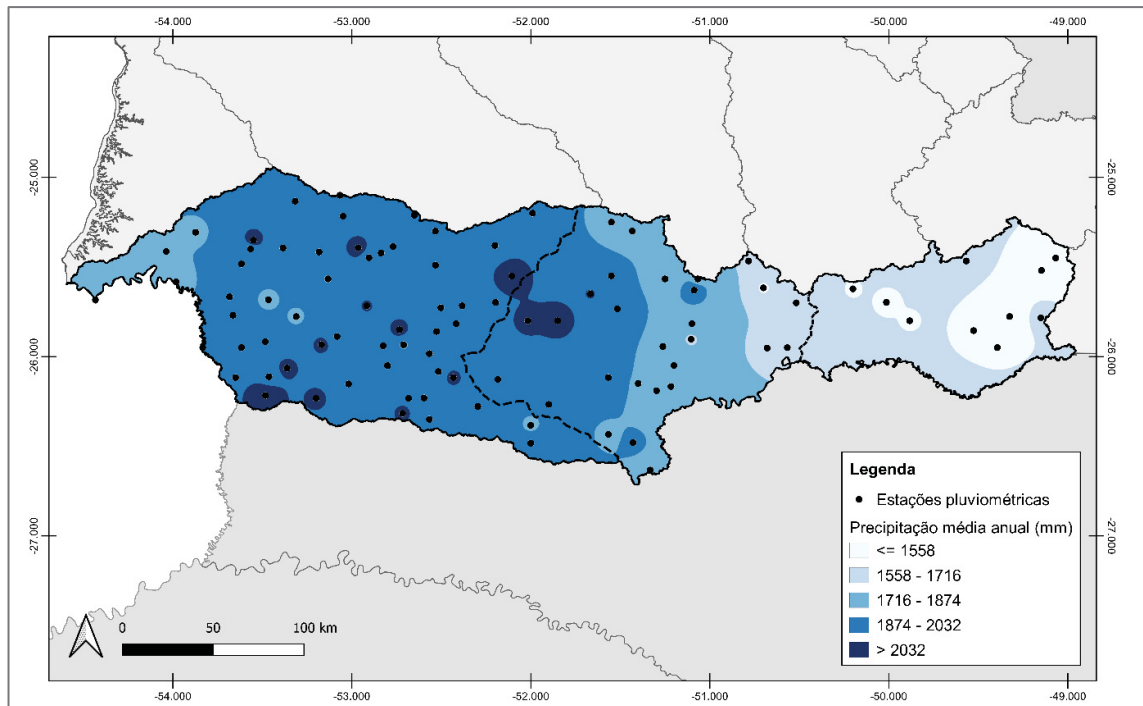 -54.000 -53.000 -52.000 -51.000 -50.000 -49.000
-25.000 -25.000
-26.000 -26.000
-27.000 -27.000
Legenda
Estações pluviométricas
Precipitação média anual (mm)
<= 1558
1558 - 1716
1716 - 1874
1874 - 2032
> 2032
0 50 100 km
-54.000 -53.000 -52.000 -51.000 -50.000 -49.000